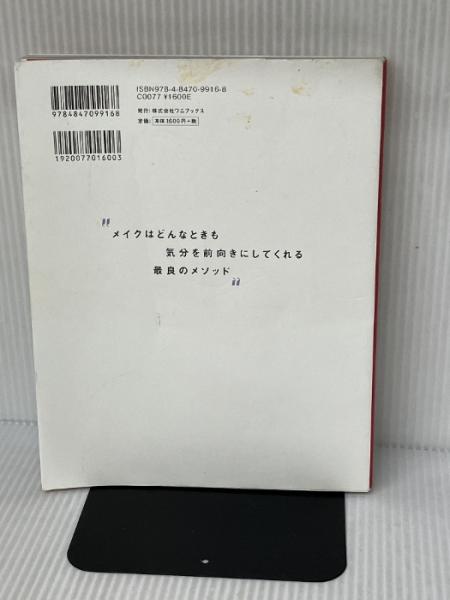 ISBN978-4-8470-9916-8
C0077 ¥1600E
発行:株式会社ワニブックス
定価:本体1600円+税
9784847099168
1920077016003
"メイクはどんなときも
気分を前向きにしてくれる
最良のメソッド"